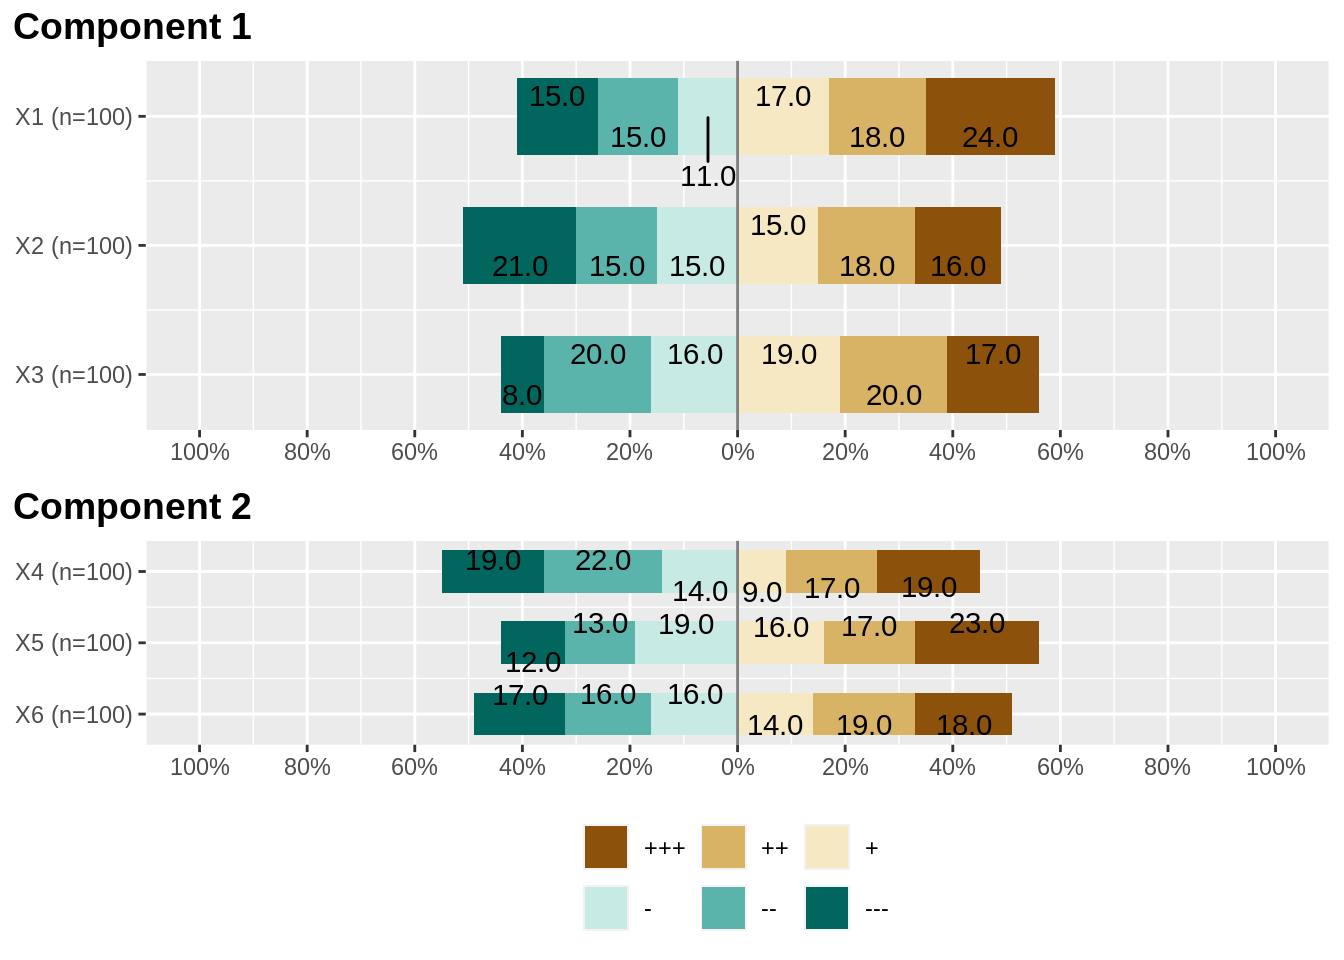 Component 1
X1 (n=100)
15.0 15.0 11.0 17.0 18.0 24.0
X2 (n=100)
21.0 15.0 15.0 15.0 18.0 16.0
X3 (n=100)
8.0 20.0 16.0 19.0 20.0 17.0
100% 80% 60% 40% 20% 0% 20% 40% 60% 80% 100%
Component 2
X4 (n=100)
19.0 22.0 14.0 9.0 17.0 19.0
X5 (n=100)
12.0 13.0 19.0 16.0 17.0 23.0
X6 (n=100)
17.0 16.0 16.0 14.0 19.0 18.0
100% 80% 60% 40% 20% 0% 20% 40% 60% 80% 100%
+++ ++ +
- -- ---